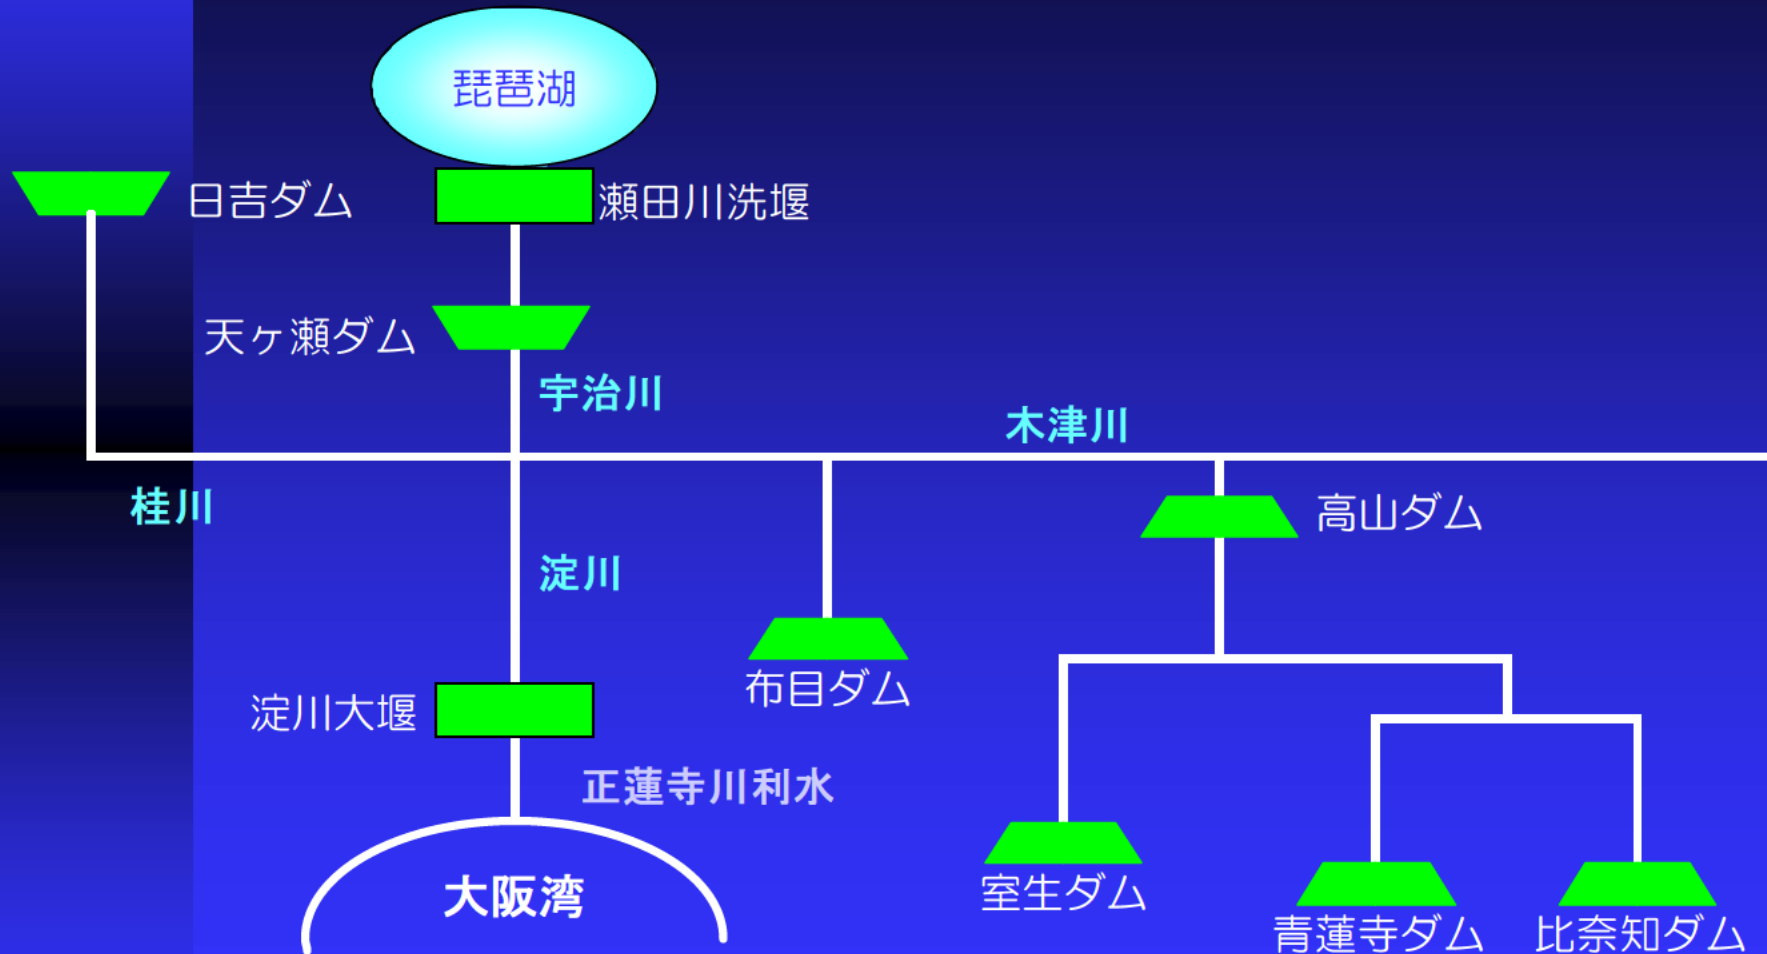 琵琶湖
日吉ダム
瀬田川洗堰
天ヶ瀬ダム
宇治川
木津川
桂川
高山ダム
淀川
布目ダム
淀川大堰
正蓮寺川利水
大阪湾
室生ダム
青蓮寺ダム
比奈知ダム